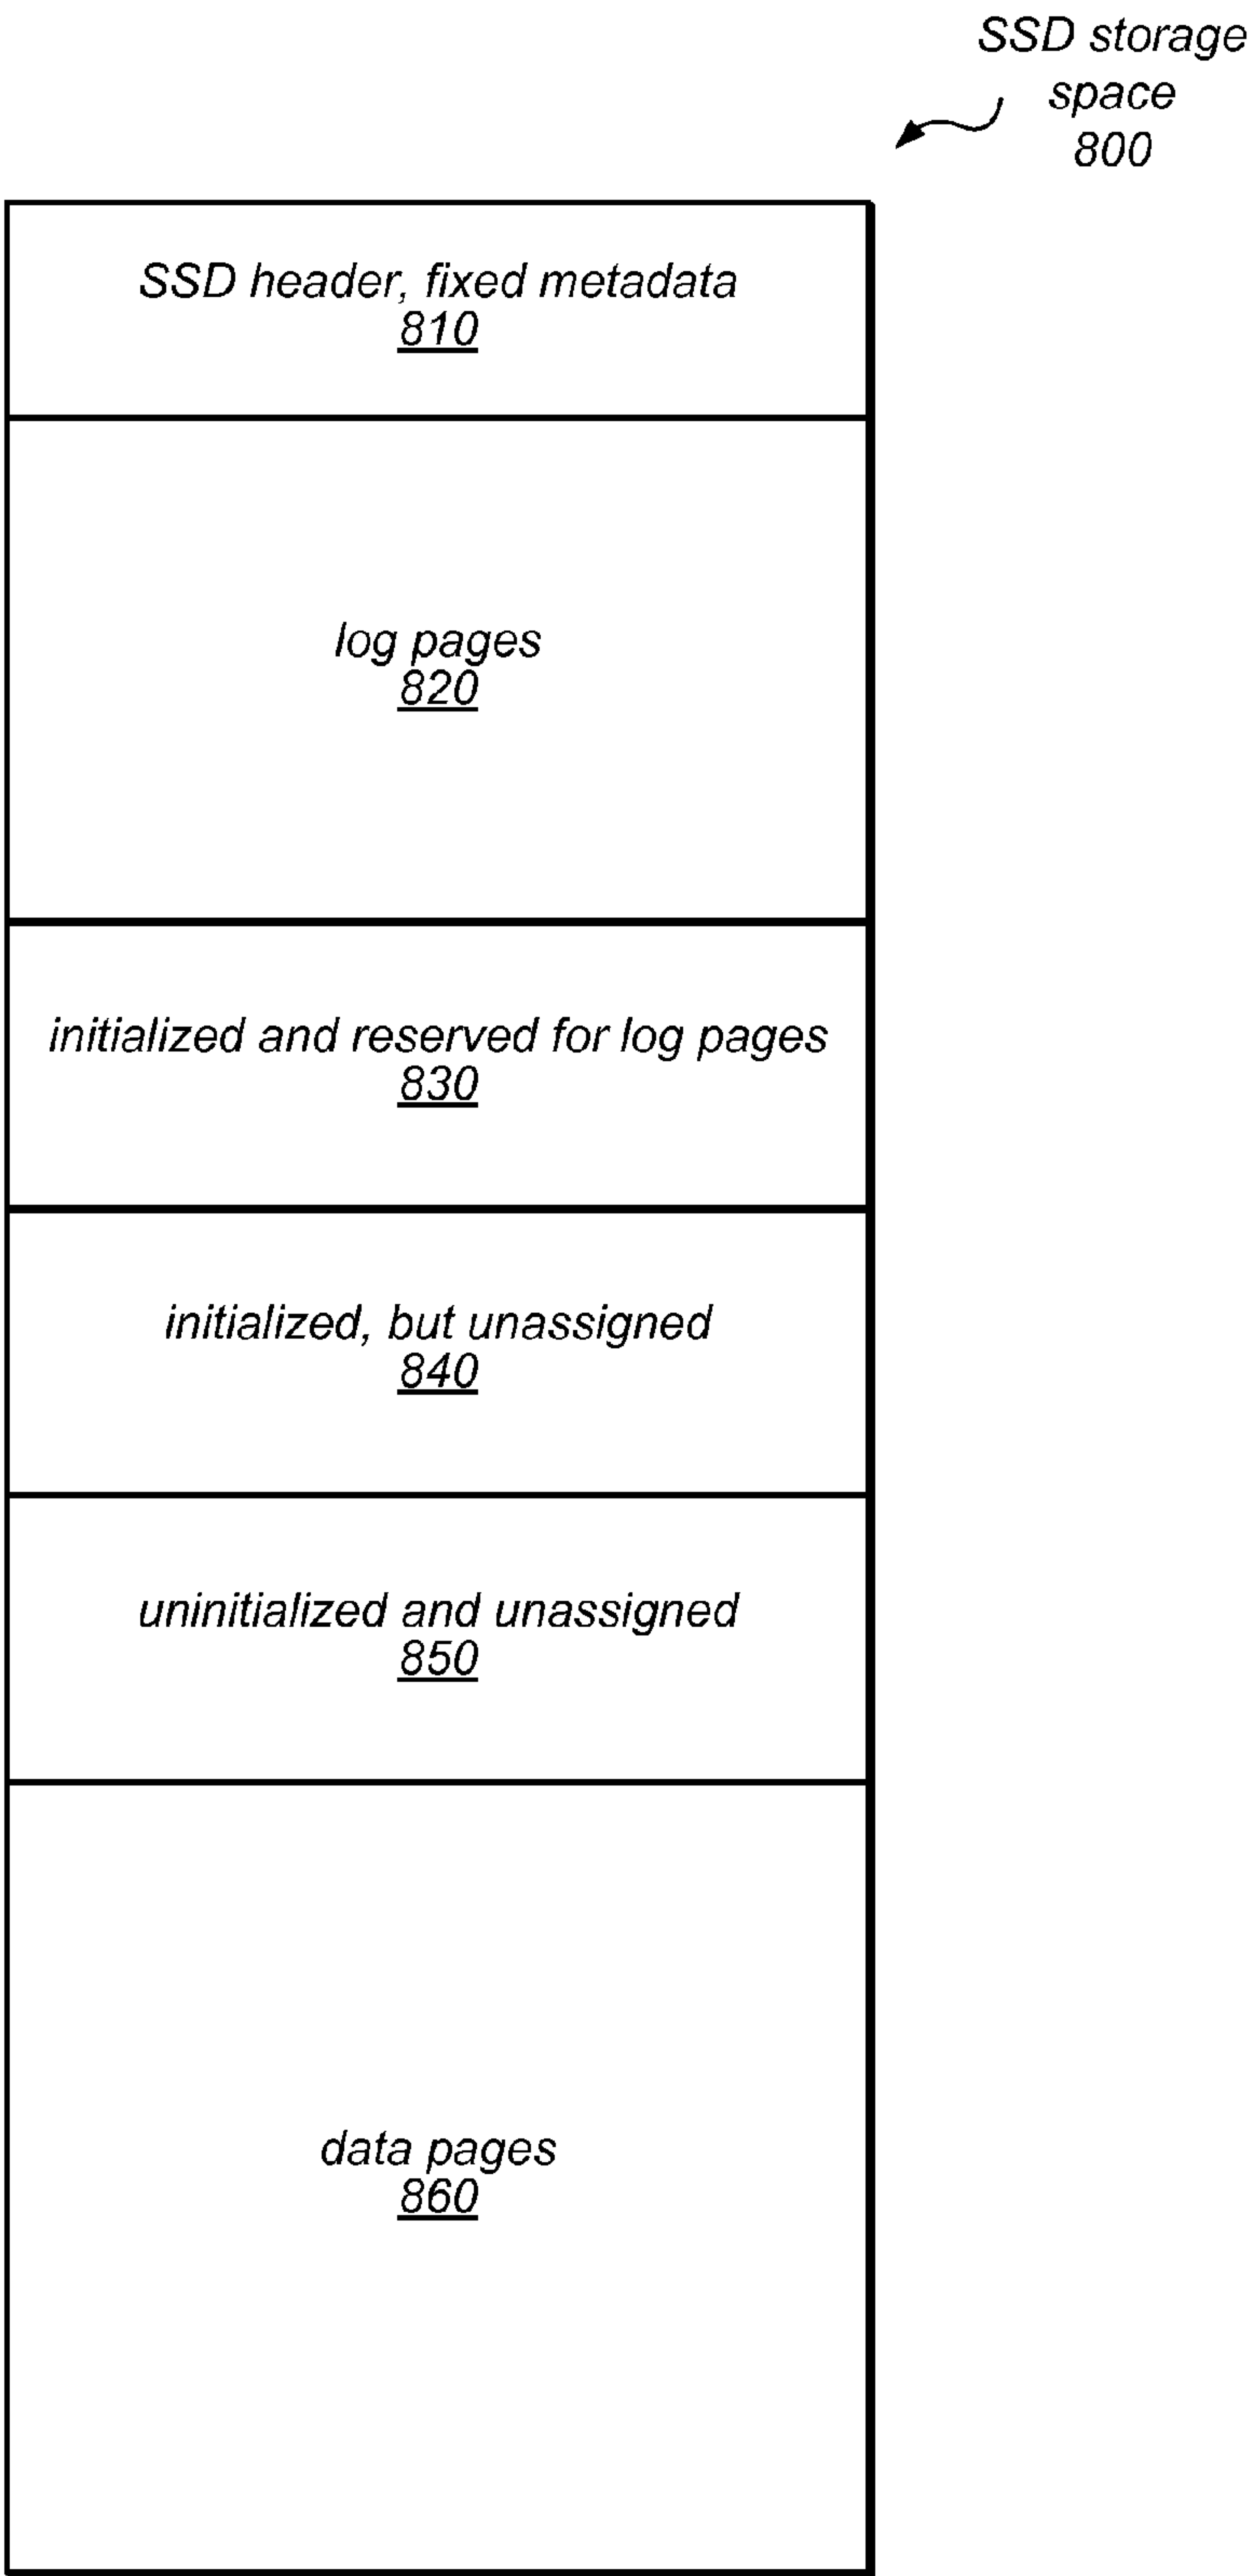 SSD storage
space
800
SSD header, fixed metadata
810
log pages
820
initialized and reserved for log pages
830
initialized, but unassigned
840
uninitialized and unassigned
850
data pages
860